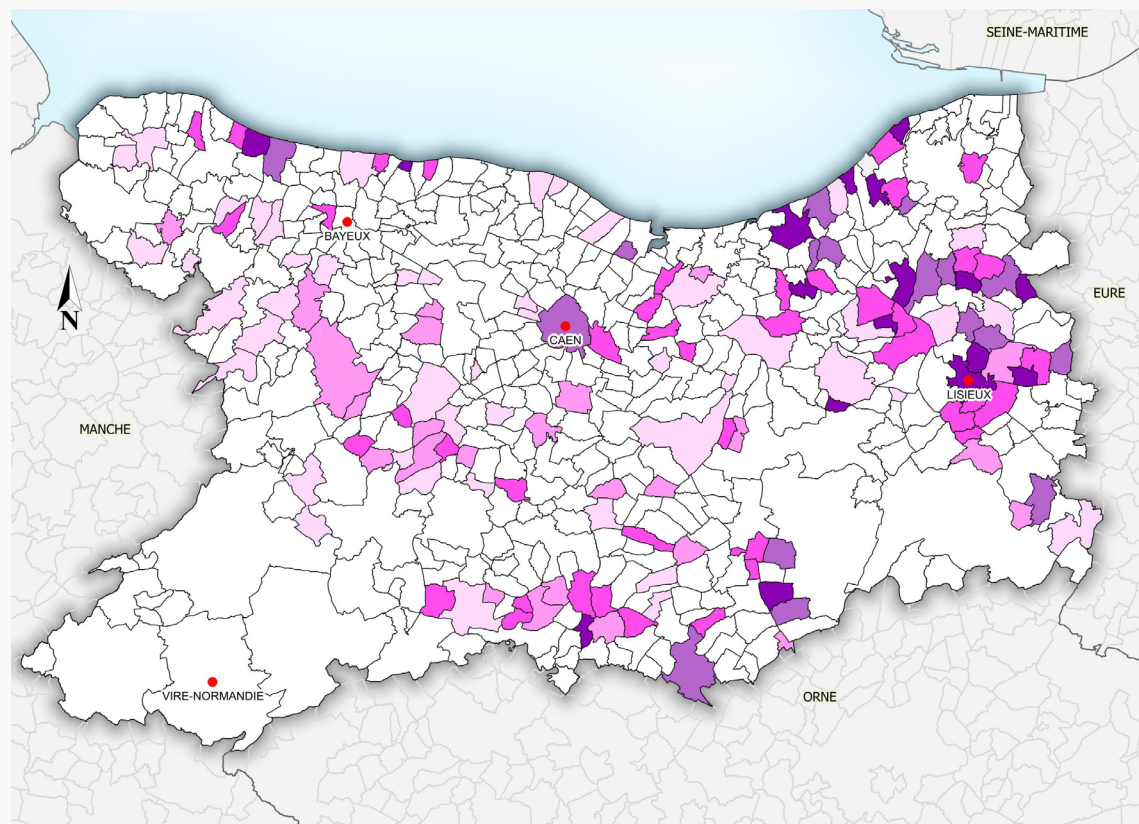 SEINE-MARITIME
BAYEUX
N
EURE
CAEN
LISIEUX
MANCHE
VIRE-NORMANDIE
ORNE